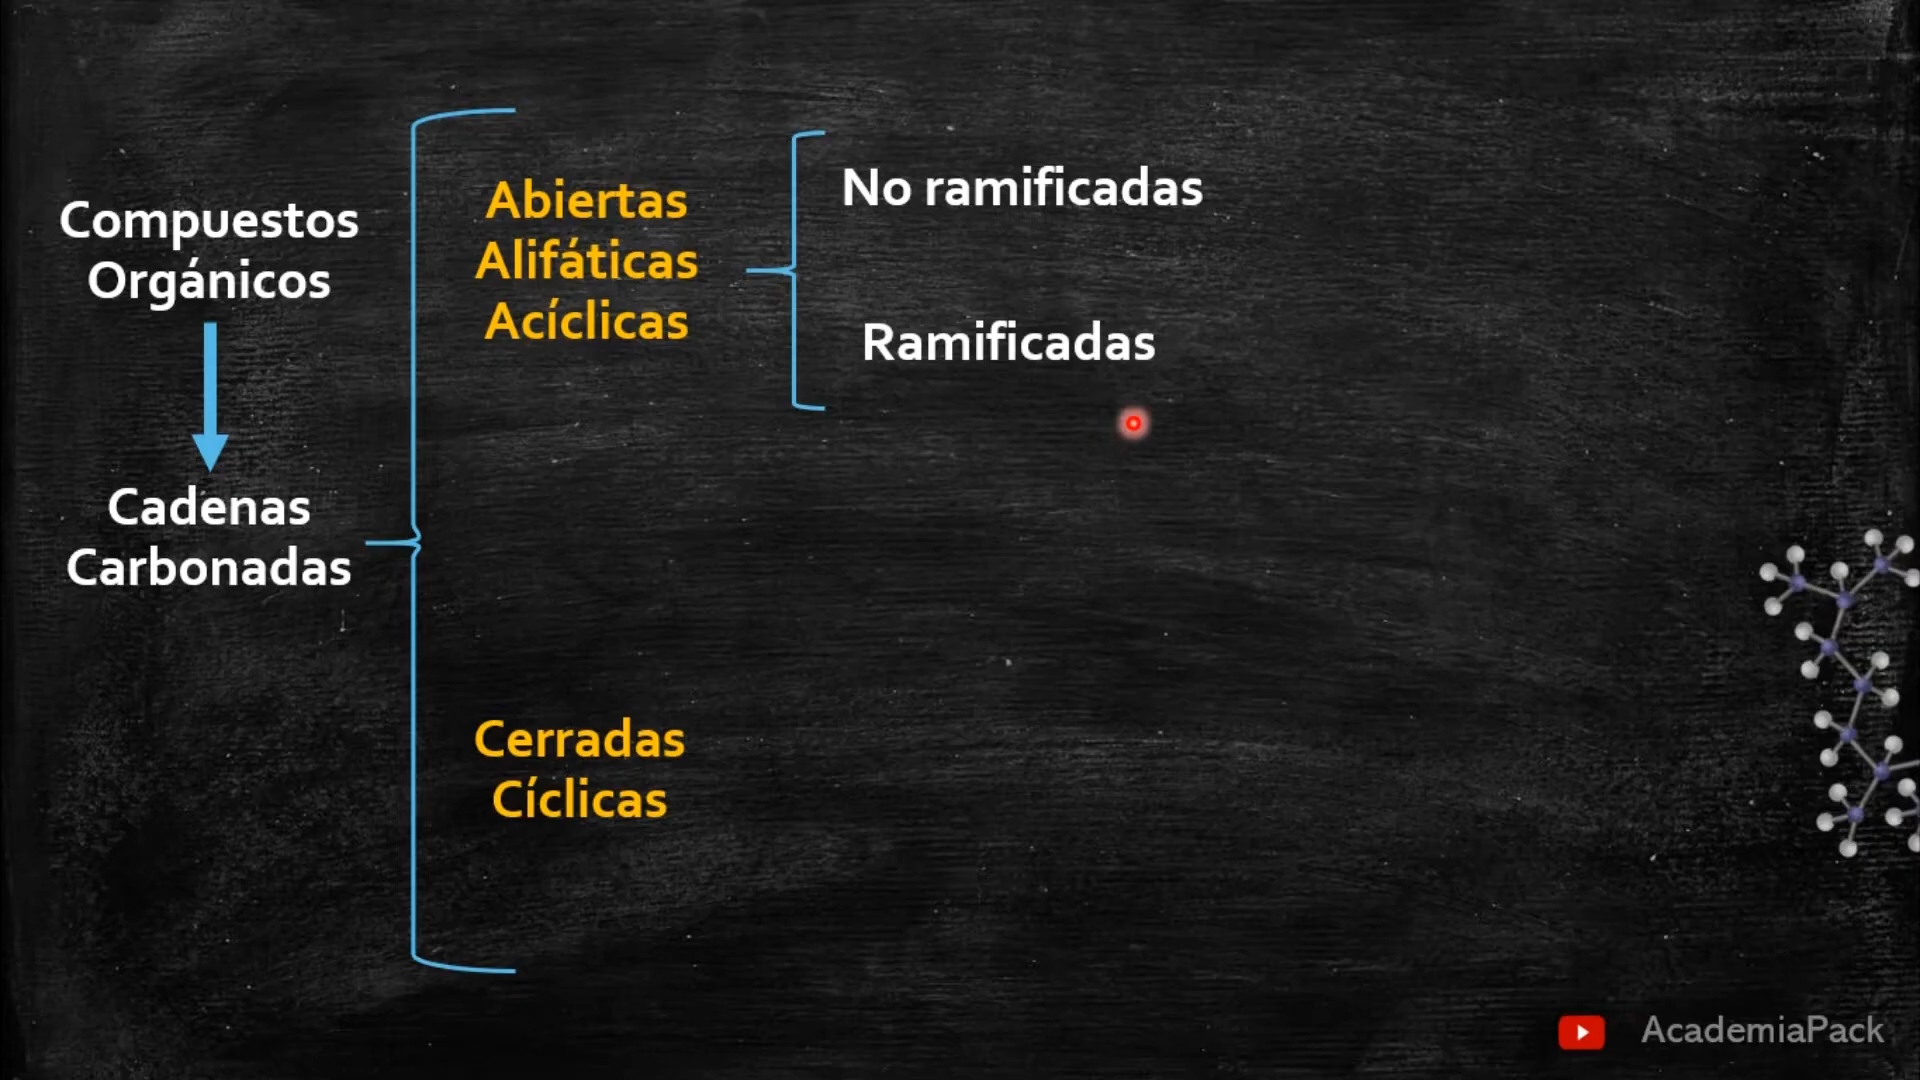 Compuestos
Orgánicos
Cadenas
Carbonadas
Abiertas
Alifáticas
Acíclicas
Cerradas
Cíclicas
No ramificadas
Ramificadas
AcademiaPack